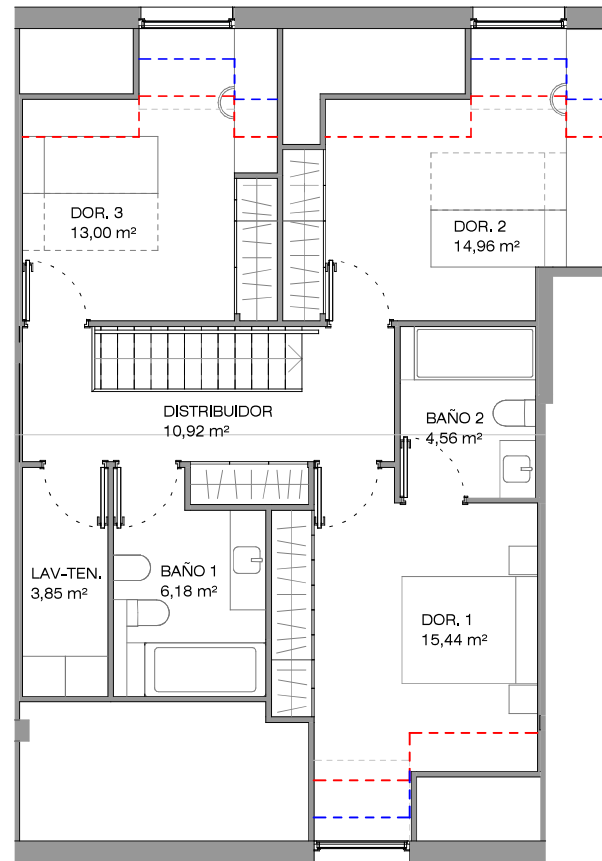 DOR. 3
13,00 m²
DOR. 2
14,96 m²
DISTRIBUIDOR
10,92 m²
BAÑO 2
4,56 m²
LAV-TEN.
3,85 m²
BAÑO 1
6,18 m²
DOR. 1
15,44 m²